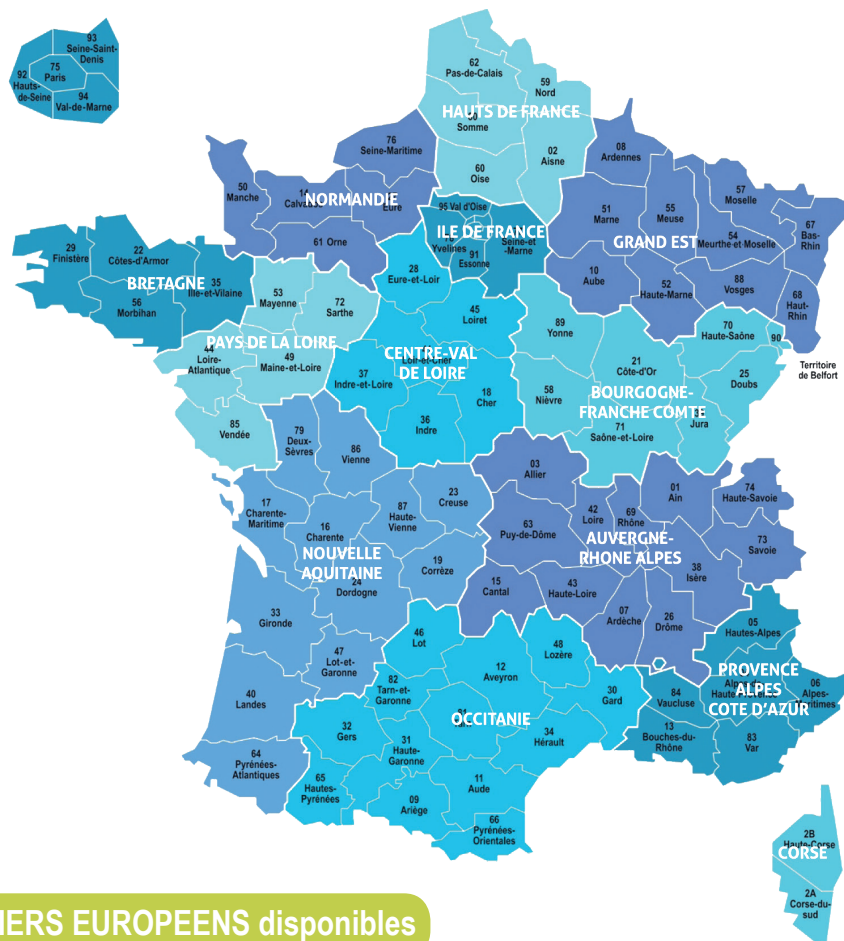 93
Seine-Saint-
Denis
75
Paris
92
Hauts-
de-Seine
94
Val-de-Marne
62
Pas-de-Calais
59
Nord
HAUTS DE FRANCE
Somme
02
Aisne
60
Oise
76
Seine-Maritime
08
Ardennes
50
Manche
14
Calvados
NORMANDIE
Eure
61 Orne
95 Val d'Oise
ILE DE FRANCE
Yvelines
91
Essonne
Seine-et
-Marne
51
Marne
55
Meuse
57
Moselle
54
Meurthe-et-Moselle
67
Bas-
Rhin
GRAND EST
10
Aube
52
Haute-Marne
88
Vosges
68
Haut-
Rhin
29
Finistère
22
Côtes-d'Armor
BRETAGNE
35
Ille-et-Vilaine
56
Morbihan
53
Mayenne
72
Sarthe
PAYS DE LA LOIRE
44
Loire-
Atlantique
49
Maine-et-Loire
85
Vendée
28
Eure-et-Loir
45
Loiret
CENTRE-VAL
DE LOIRE
Loir-et-Cher
37
Indre-et-Loire
18
Cher
36
Indre
89
Yonne
70
Haute-Saône
90
Territoire
de Belfort
21
Côte-d'Or
25
Doubs
58
Nièvre
BOURGOGNE-
FRANCHE COMTE
Jura
71
Saône-et-Loire
79
Deux-
Sèvres
86
Vienne
17
Charente-
Maritime
16
Charente
87
Haute-
Vienne
23
Creuse
NOUVELLE
AQUITAINE
19
Corrèze
24
Dordogne
33
Gironde
47
Lot-et-
Garonne
40
Landes
64
Pyrénées-
Atlantiques
03
Allier
01
Ain
74
Haute-Savoie
63
Puy-de-Dôme
42
Loire
69
Rhône
73
Savoie
AUVERGNE-
RHONE ALPES
38
Isère
15
Cantal
43
Haute-Loire
07
Ardèche
26
Drôme
46
Lot
12
Aveyron
48
Lozère
82
Tarn-et-
Garonne
30
Gard
OCCITANIE
32
Gers
31
Haute-
Garonne
34
Hérault
65
Hautes-
Pyrénées
09
Ariège
11
Aude
66
Pyrénées-
Orientales
05
Hautes-Alpes
PROVENCE
ALPES
COTE D'AZUR
Alpes-de-
Haute-Provence
06
Alpes-
Maritimes
84
Vaucluse
13
Bouches-du-
Rhône
83
Var
2B
Haute-Corse
CORSE
2A
Corse-du-
sud
IERS EUROPEENS disponibles